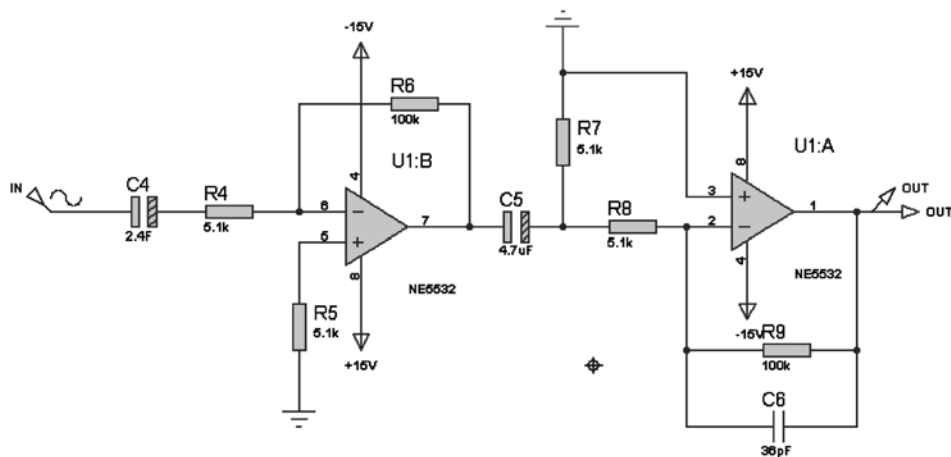 -15V
R6
100k
U1:B
4
IN
C4
2.4F
R4
5.1k
6
5
7
8
NE5532
R5
5.1k
+15V
C5
4.7uF
R7
5.1k
R8
5.1k
+15V
U1:A
8
3
2
1
4
OUT
OUT
NE5532
-15V
R9
100k
C6
36pF